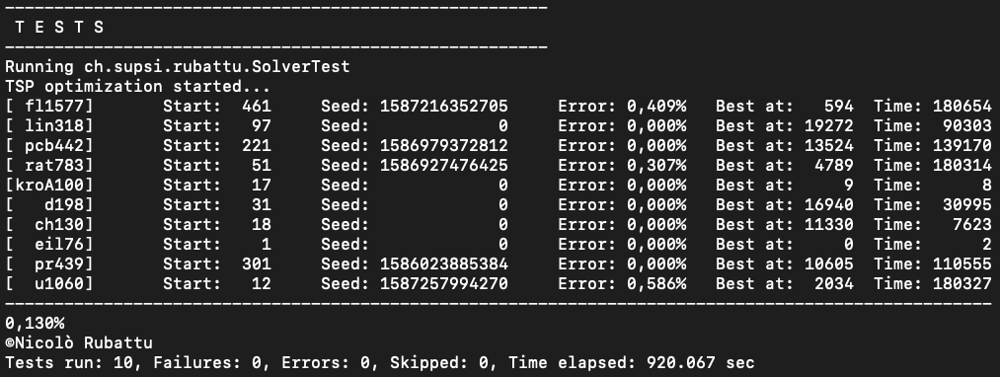 -------------------------------------------------------
 T E S T S
-------------------------------------------------------
Running ch.supsi.rubattu.SolverTest
TSP optimization started...
[ fl1577]       Start:  461     Seed: 1587216352705     Error: 0,409%   Best at:   594  Time: 180654
[ lin318]       Start:   97     Seed:             0     Error: 0,000%   Best at: 19272  Time:  90303
[ pcb442]       Start:  221     Seed: 1586979372812     Error: 0,000%   Best at: 13524  Time: 139170
[ rat783]       Start:   51     Seed: 1586927476425     Error: 0,307%   Best at:  4789  Time: 180314
[kroA100]       Start:   17     Seed:             0     Error: 0,000%   Best at:     9  Time:      8
[   d198]       Start:   31     Seed:             0     Error: 0,000%   Best at: 16940  Time:  30995
[  ch130]       Start:   18     Seed:             0     Error: 0,000%   Best at: 11330  Time:   7623
[  eil76]       Start:    1     Seed:             0     Error: 0,000%   Best at:     0  Time:      2
[  pr439]       Start:  301     Seed: 1586023885384     Error: 0,000%   Best at: 10605  Time: 110555
[  u1060]       Start:   12     Seed: 1587257994270     Error: 0,586%   Best at:  2034  Time: 180327
----------------------------------------------------------------------------------------------------
0,130%
©Nicolò Rubattu
Tests run: 10, Failures: 0, Errors: 0, Skipped: 0, Time elapsed: 920.067 sec